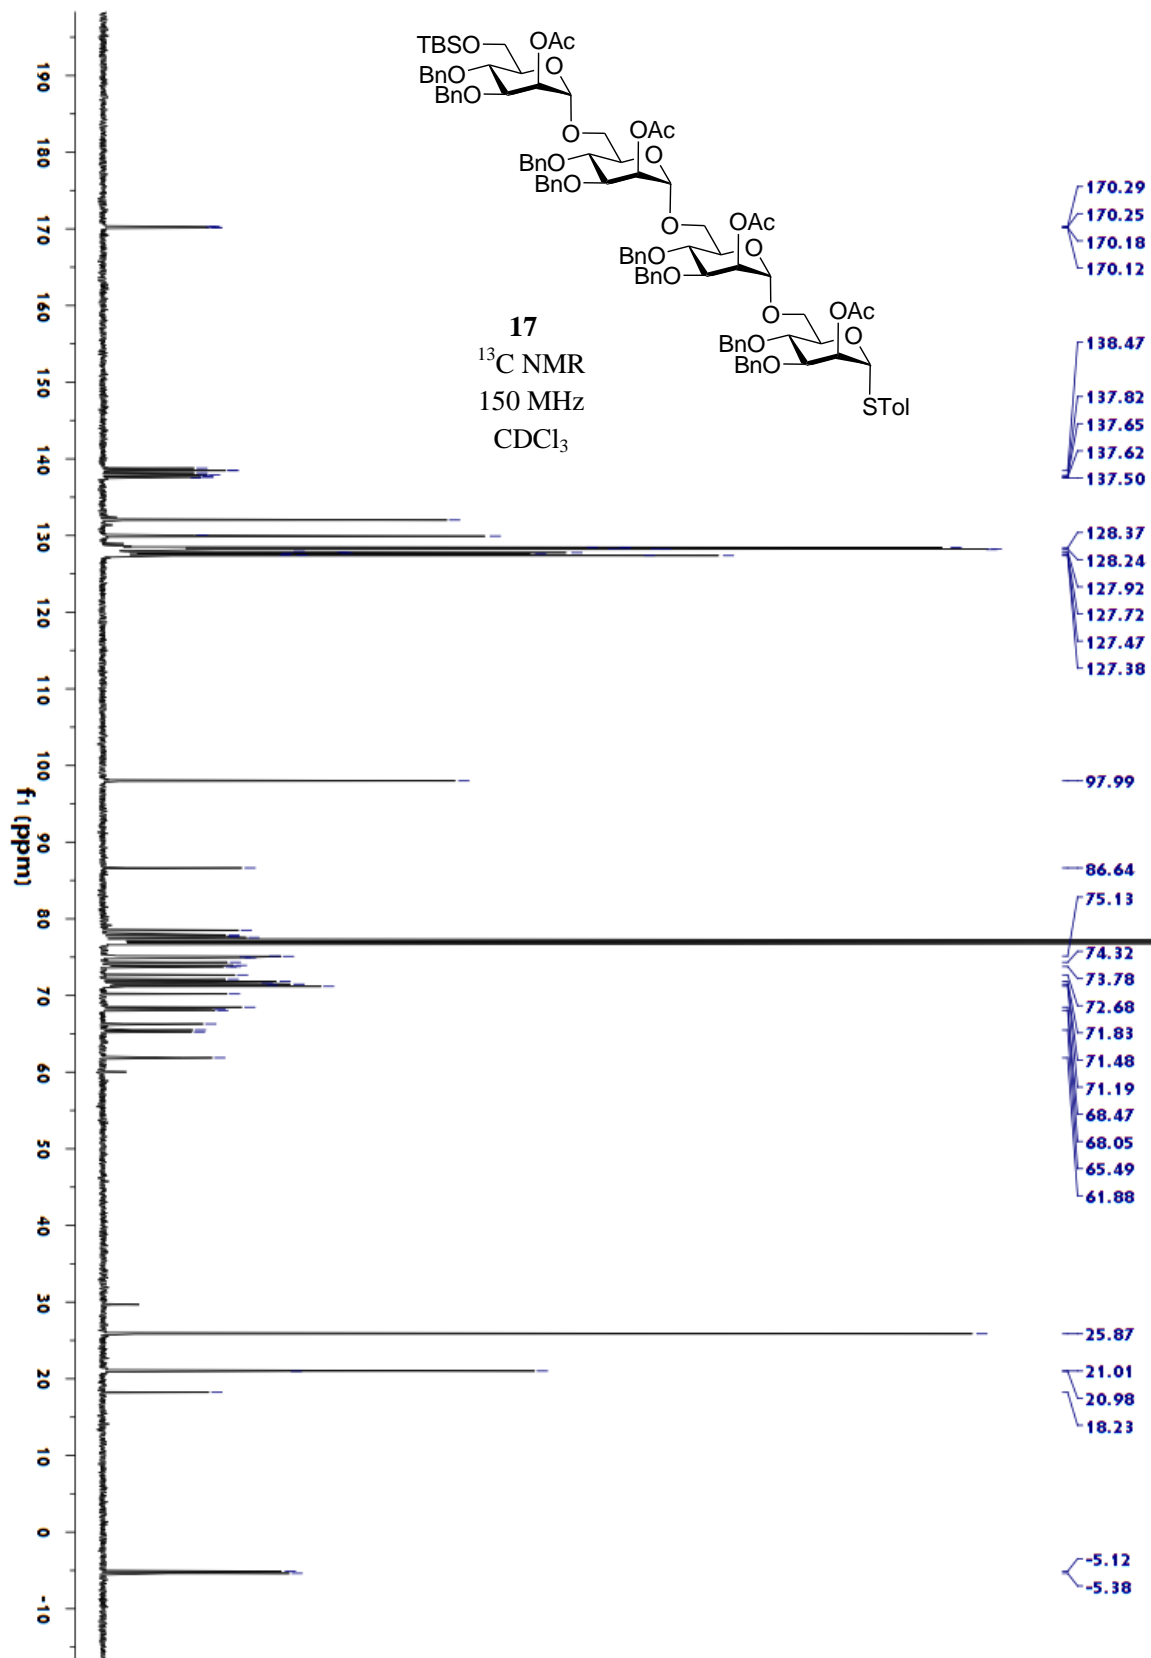 TBSO
OAc
O
BnO
BnO
O
OAc
O
BnO
BnO
O
OAc
O
BnO
BnO
O
OAc
O
BnO
BnO
STol
17
13C NMR
150 MHz
CDCl3
170.29
170.25
170.18
170.12
138.47
137.82
137.65
137.62
137.50
128.37
128.24
127.92
127.72
127.47
127.38
97.99
86.64
75.13
74.32
73.78
72.68
71.83
71.48
71.19
68.47
68.05
65.49
61.88
25.87
21.01
20.98
18.23
-5.12
-5.38
190
180
170
160
150
140
130
120
110
100
90
80
70
60
50
40
30
20
10
0
-10
f1 (ppm)